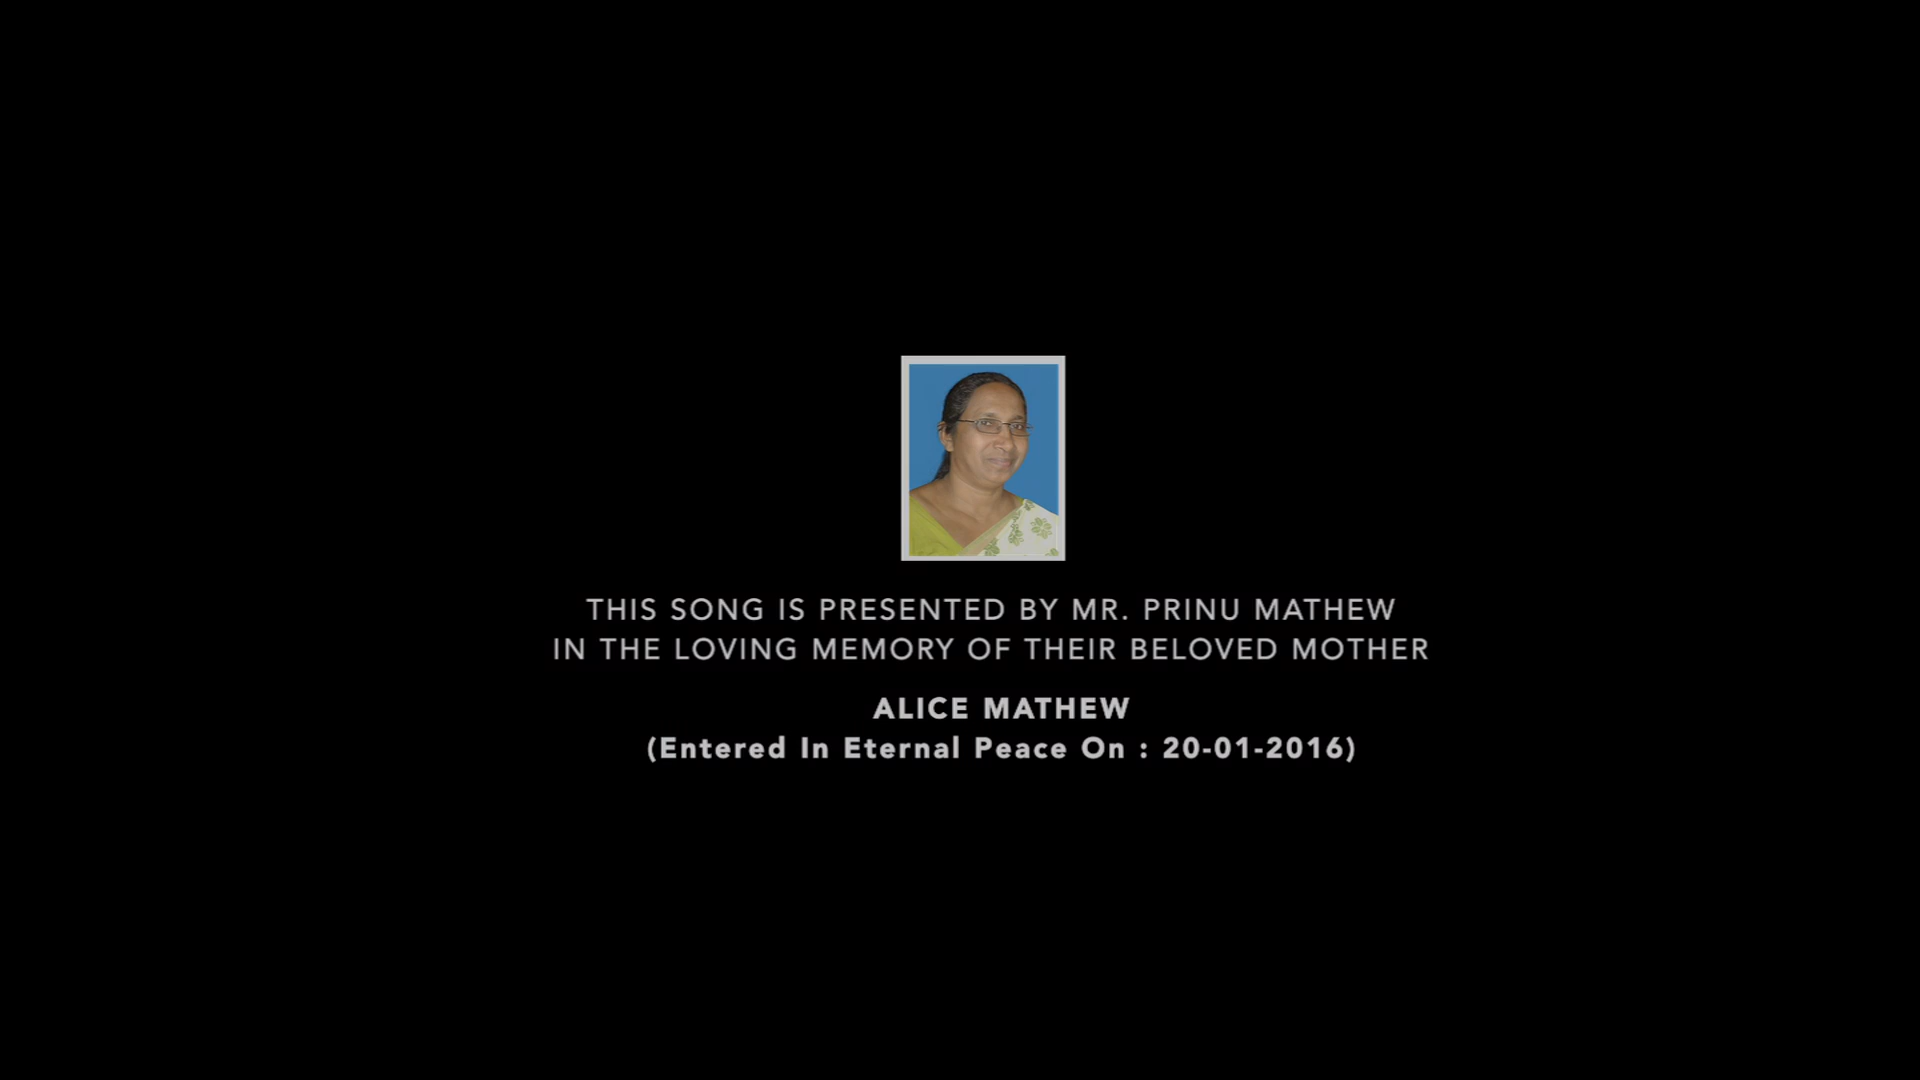 THIS SONG IS PRESENTED BY MR. PRINU MATHEW
IN THE LOVING MEMORY OF THEIR BELOVED MOTHER
ALICE MATHEW
(Entered In Eternal Peace On : 20-01-2016)